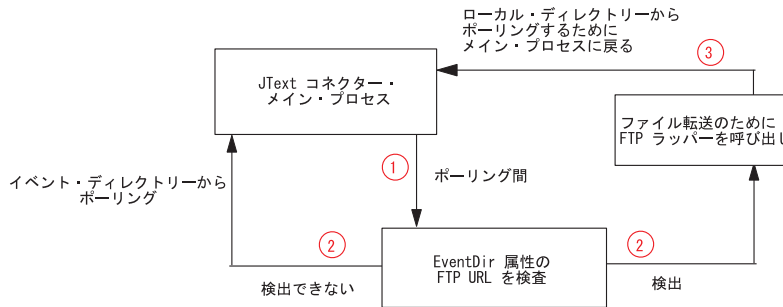 ローカル・ディレクトリーから
ポーリングするために
メイン・プロセスに戻る
③
JText コネクター・
メイン・プロセス
ファイル転送のために
FTP ラッパーを呼び出し
①
ポーリング間
イベント・ディレクトリーから
ポーリング
②
検出できない
EventDir 属性の
FTP URL を検査
②
検出